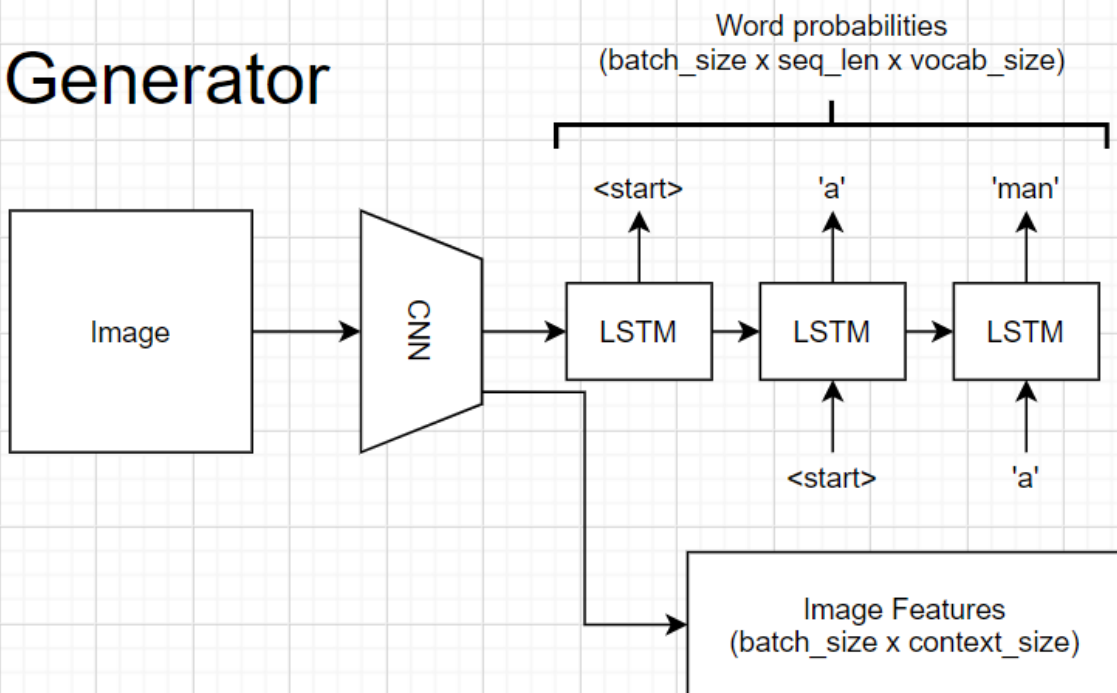 Generator
Word probabilities
(batch_size x seq_len x vocab_size)
<start> 'a' 'man'
Image
CNN
LSTM LSTM LSTM
<start> 'a'
Image Features
(batch_size x context_size)